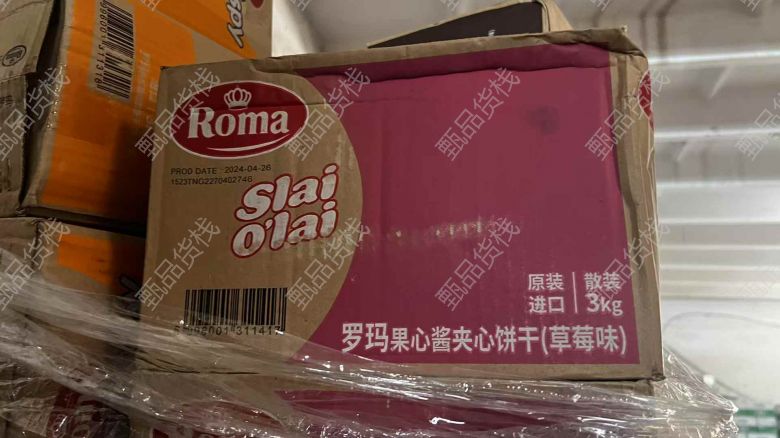 Roma
PROD DATE : 2024-04-26
1523TNG2270402746
Slai
O'lai
原装 散装
进口 3kg
罗玛果心酱夹心饼干(草莓味)
甄品货栈